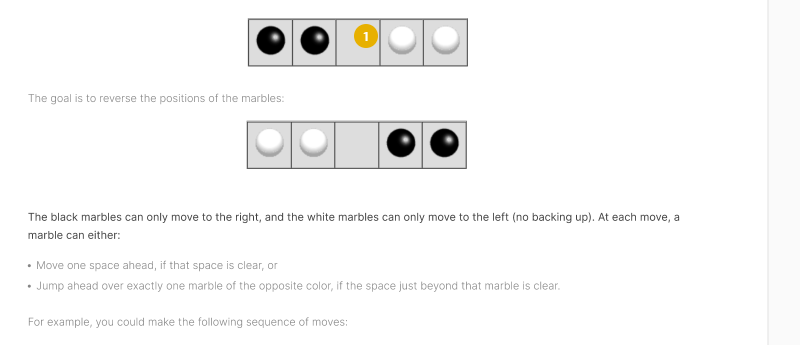 1
The goal is to reverse the positions of the marbles:
The black marbles can only move to the right, and the white marbles can only move to the left (no backing up). At each move, a
marble can either:
• Move one space ahead, if that space is clear, or
• Jump ahead over exactly one marble of the opposite color, if the space just beyond that marble is clear.
For example, you could make the following sequence of moves: